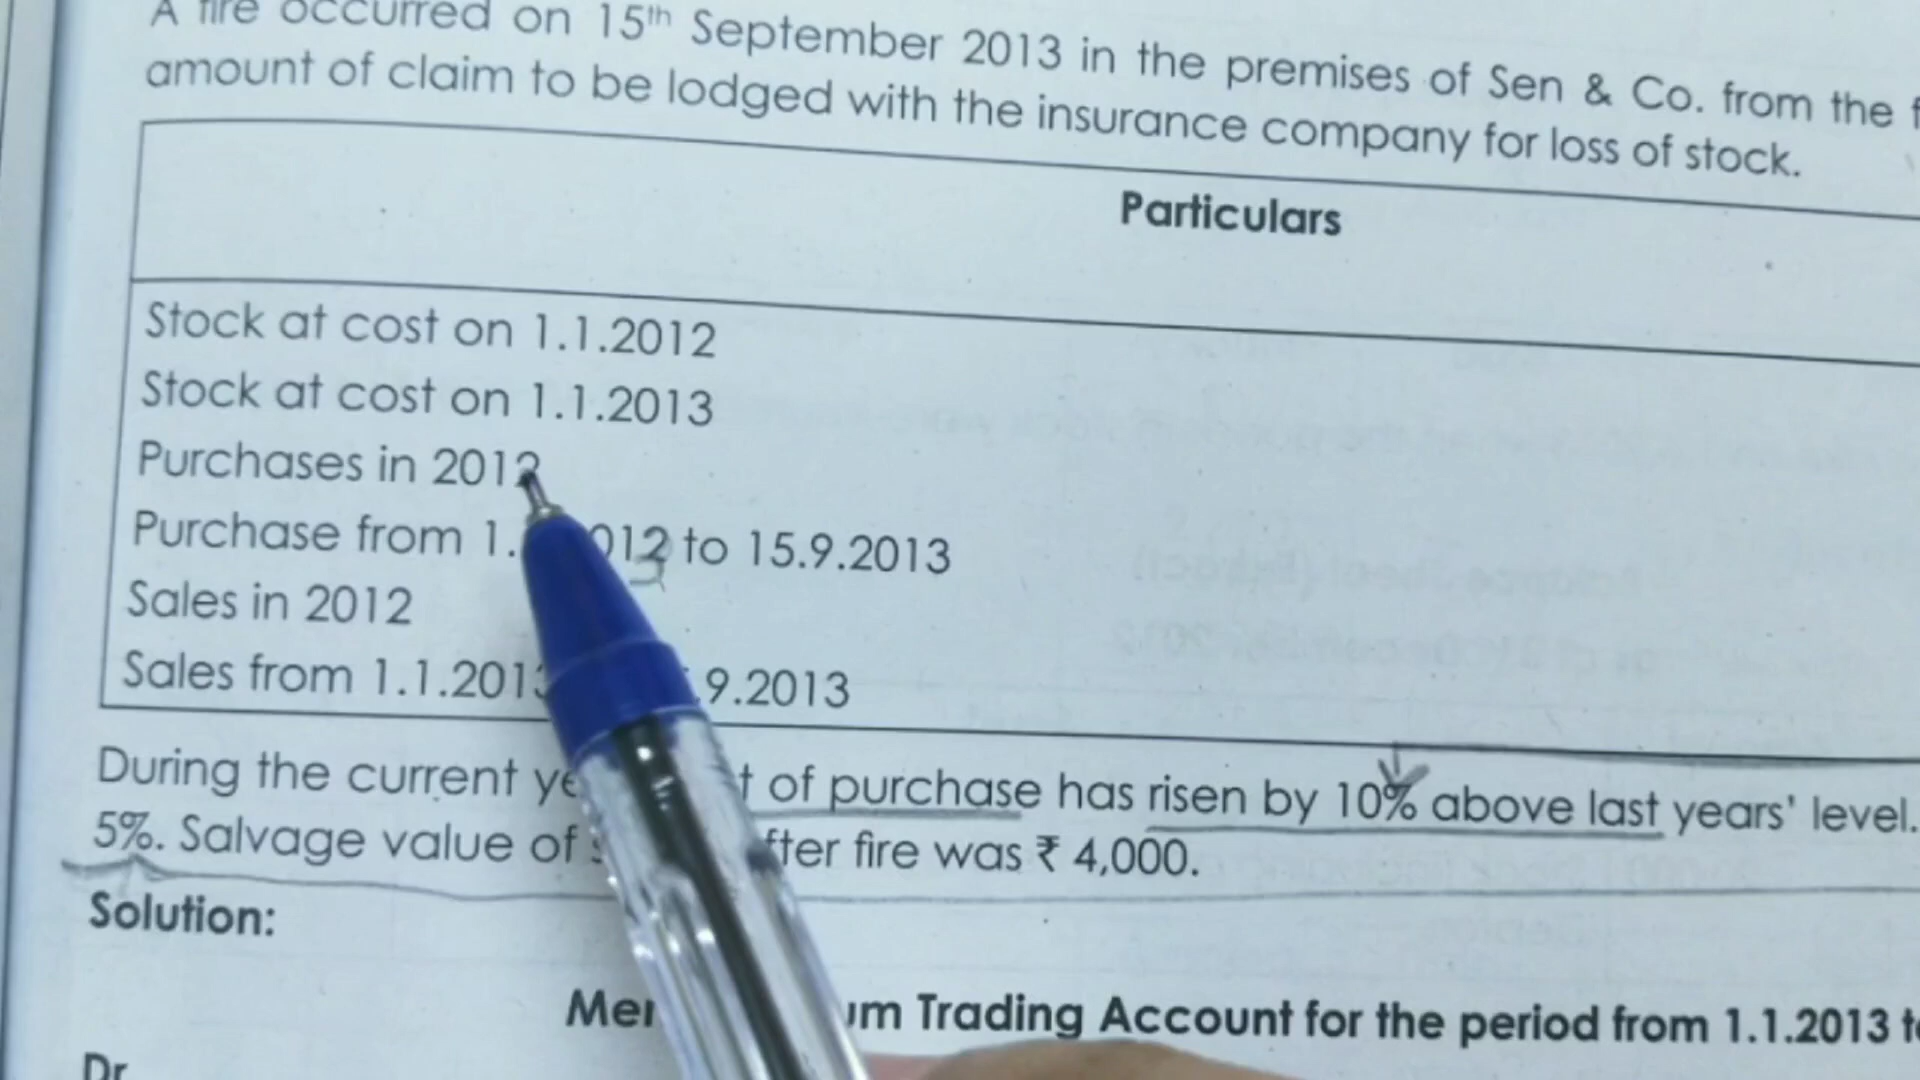 A fire occurred on 15th September 2013 in the premises of Sen & Co. from the
amount of claim to be lodged with the insurance company for loss of stock.
Particulars
Stock at cost on 1.1.2012
Stock at cost on 1.1.2013
Purchases in 2012
Purchase from 1. 012 to 15.9.2013
3
Sales in 2012
Sales from 1.1.2013 .9.2013
During the current of purchase has risen by 10% above last years' level.
5%. Salvage value of fire was ₹ 4,000.
Solution:
Trading Account for the period from 1.1.2013
Dr